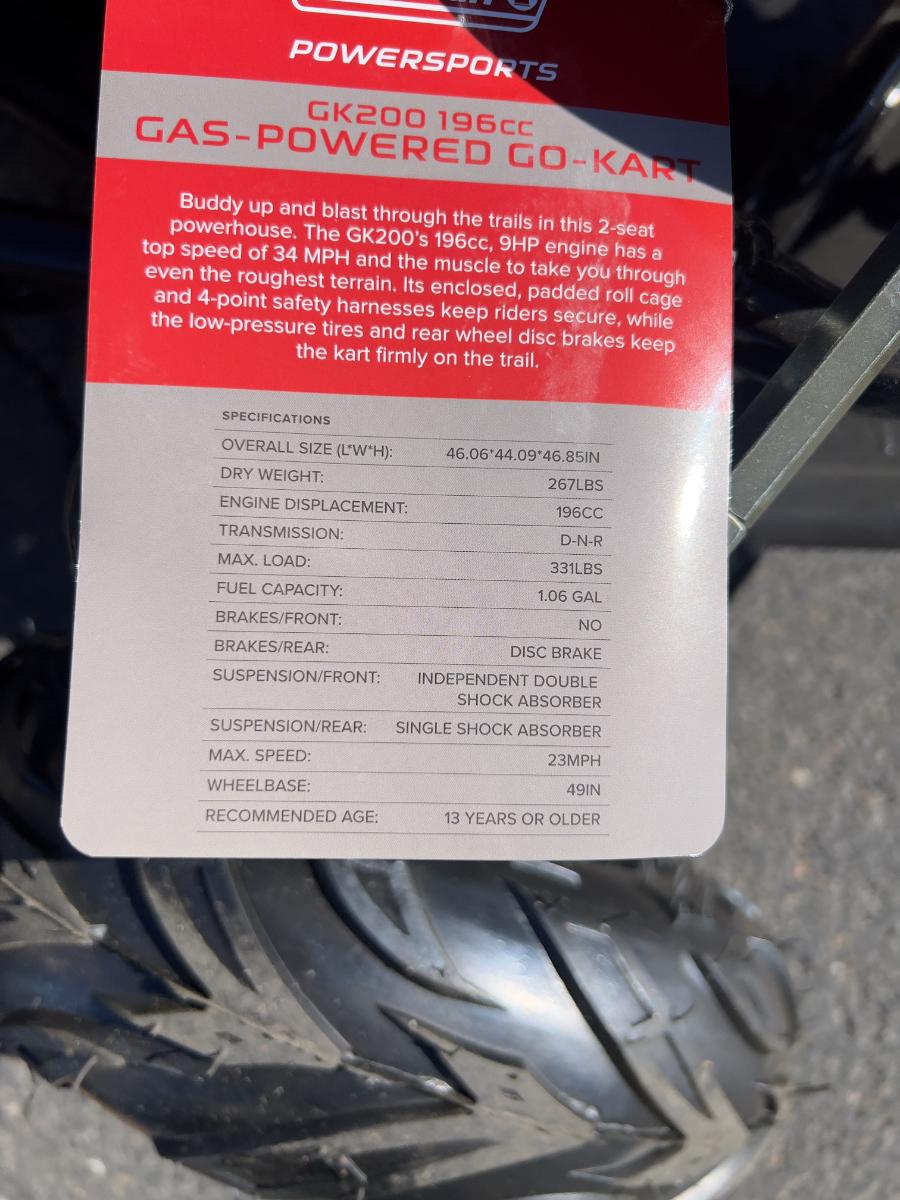 POWERSPORTS
GK200 196cc
GAS-POWERED GO-KART
Buddy up and blast through the trails in this 2-seat
powerhouse. The GK200's 196cc, 9HP engine has a
top speed of 34 MPH and the muscle to take you through
even the roughest terrain. Its enclosed, padded roll cage
and 4-point safety harnesses keep riders secure, while
the low-pressure tires and rear wheel disc brakes keep
the kart firmly on the trail.
SPECIFICATIONS
OVERALL SIZE (L*W*H): 46.06*44.09*46.85IN
DRY WEIGHT: 267LBS
ENGINE DISPLACEMENT: 196CC
TRANSMISSION: D-N-R
MAX. LOAD: 331LBS
FUEL CAPACITY: 1.06 GAL
BRAKES/FRONT: NO
BRAKES/REAR: DISC BRAKE
SUSPENSION/FRONT: INDEPENDENT DOUBLE
SHOCK ABSORBER
SUSPENSION/REAR: SINGLE SHOCK ABSORBER
MAX. SPEED: 23MPH
WHEELBASE: 49IN
RECOMMENDED AGE: 13 YEARS OR OLDER